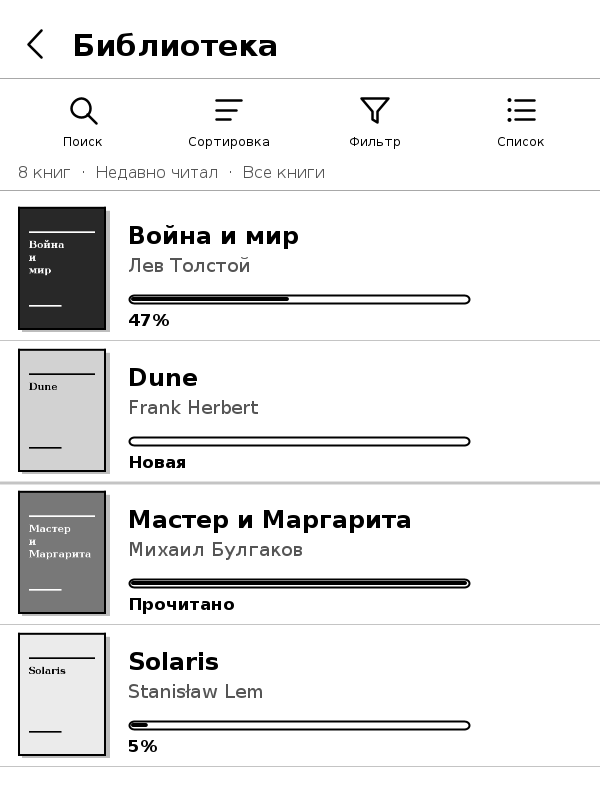 Библиотека
Поиск
Сортировка
Фильтр
Список
8 книг · Недавно читал · Все книги
Война
и
мир
Война и мир
Лев Толстой
47%
Dune
Dune
Frank Herbert
Новая
Мастер
и
Маргарита
Мастер и Маргарита
Михаил Булгаков
Прочитано
Solaris
Solaris
Stanisław Lem
5%